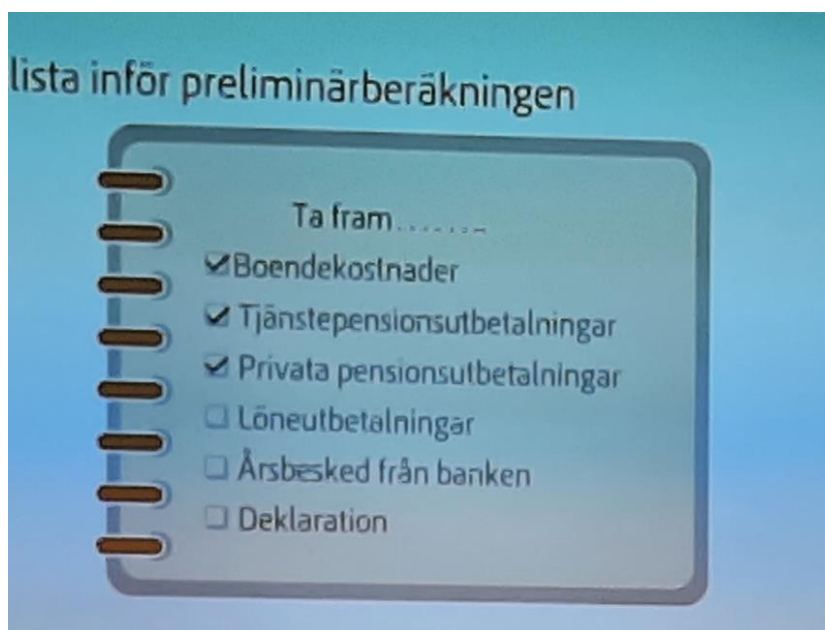 lista inför preliminärberäkningen
Ta fram........
Boendekostnader
Tjänstepensionsutbetalningar
Privata pensionsutbetalningar
Löneutbetalningar
Årsbesked från banken
Deklaration